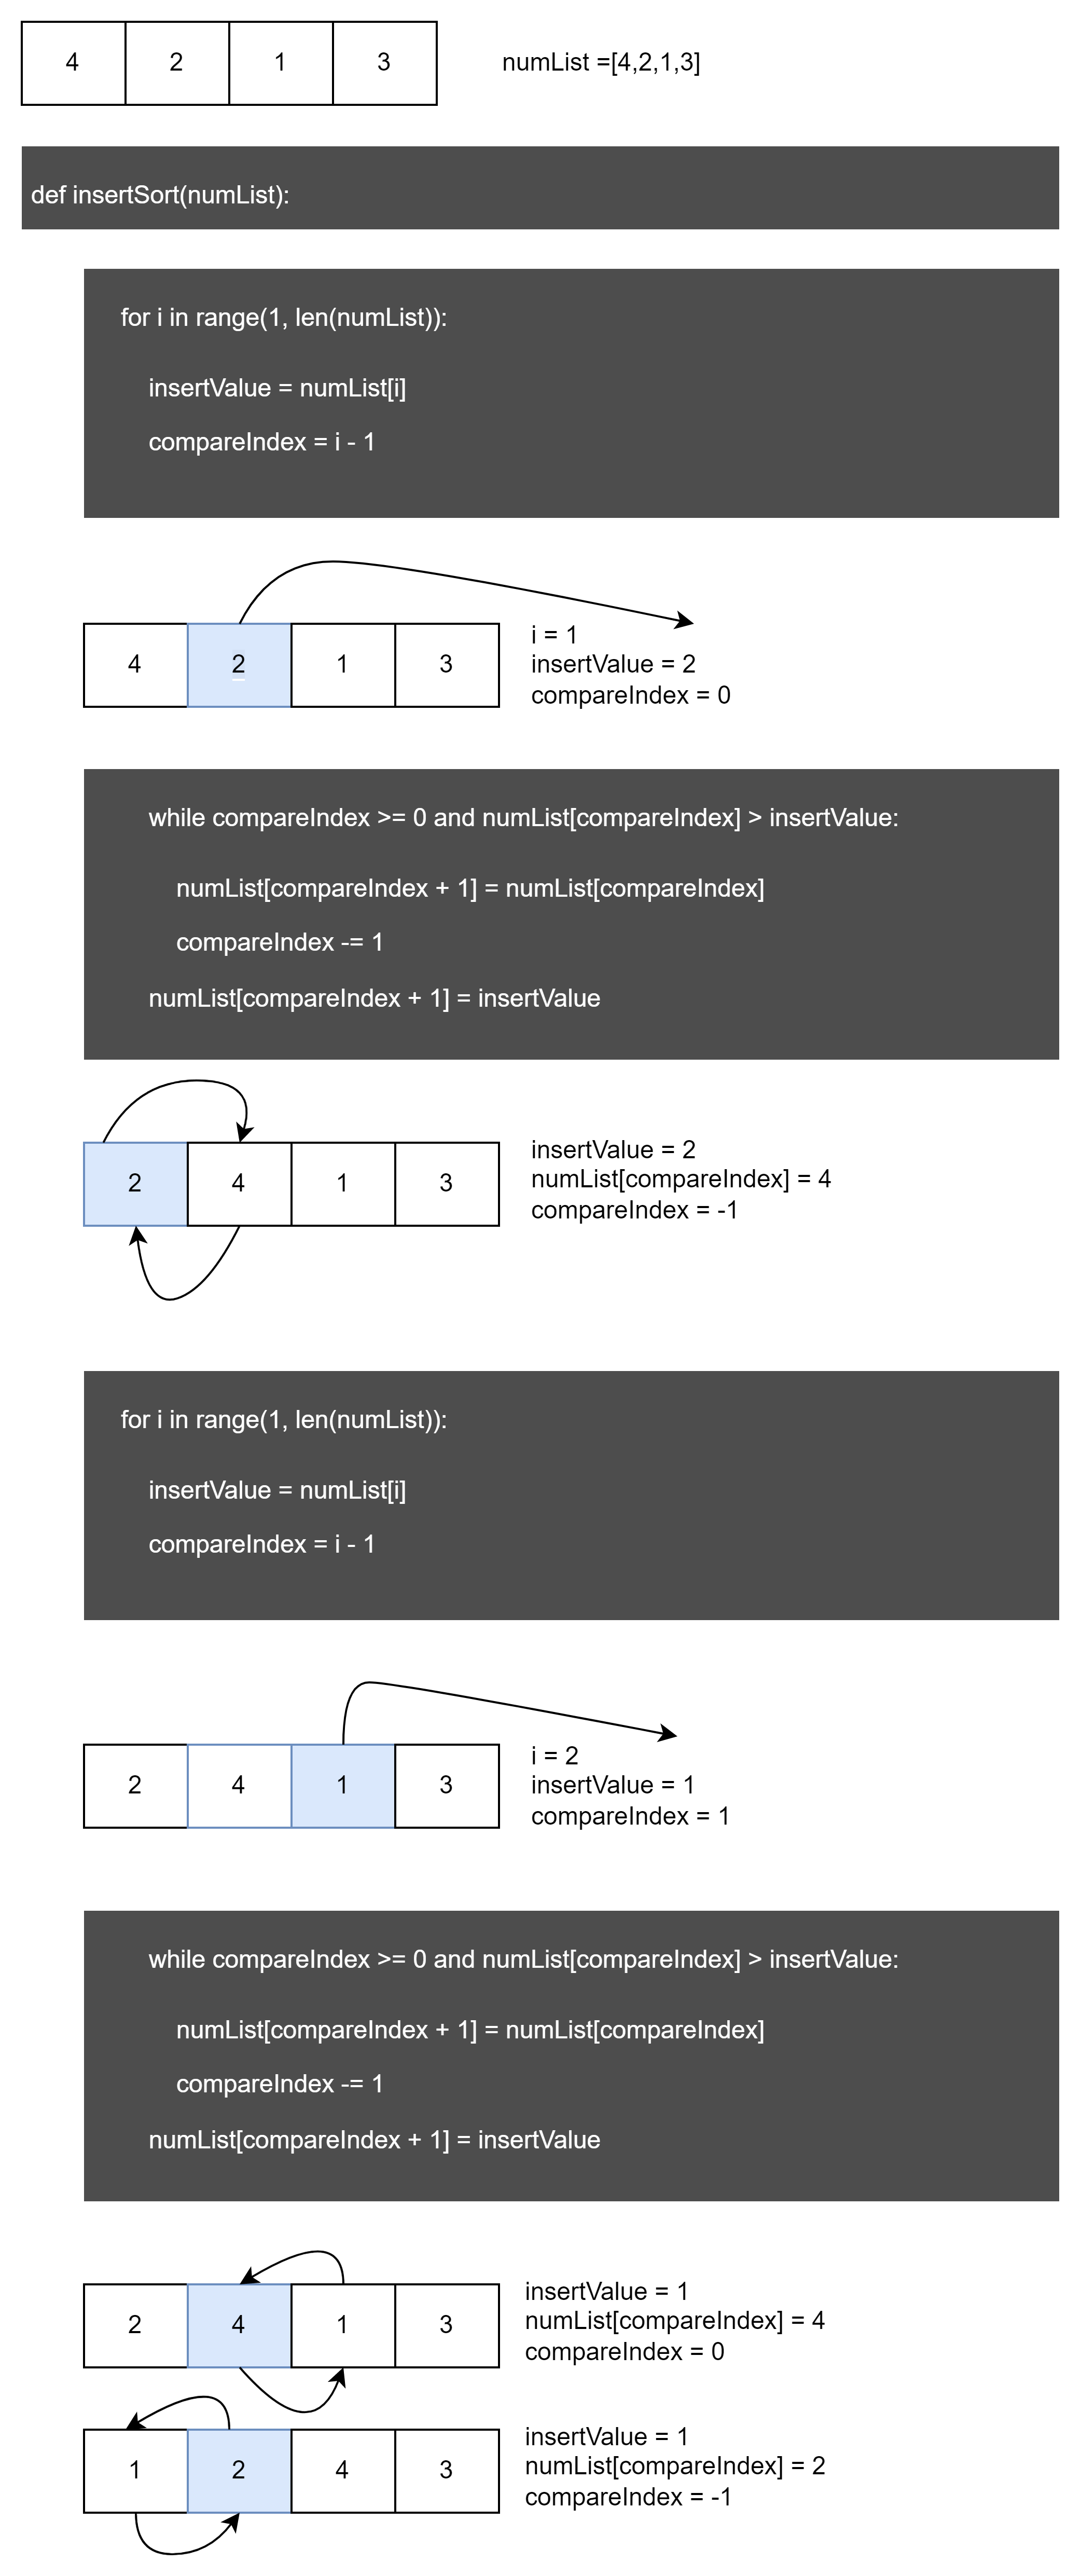 4 2 1 3 numList =[4,2,1,3]
def insertSort(numList):
for i in range(1, len(numList)):
insertValue = numList[i]
compareIndex = i - 1
4 2 1 3
i = 1
insertValue = 2
compareIndex = 0
while compareIndex >= 0 and numList[compareIndex] > insertValue:
numList[compareIndex + 1] = numList[compareIndex]
compareIndex -= 1
numList[compareIndex + 1] = insertValue
2 4 1 3
insertValue = 2
numList[compareIndex] = 4
compareIndex = -1
for i in range(1, len(numList)):
insertValue = numList[i]
compareIndex = i - 1
2 4 1 3
i = 2
insertValue = 1
compareIndex = 1
while compareIndex >= 0 and numList[compareIndex] > insertValue:
numList[compareIndex + 1] = numList[compareIndex]
compareIndex -= 1
numList[compareIndex + 1] = insertValue
2 4 1 3
insertValue = 1
numList[compareIndex] = 4
compareIndex = 0
1 2 4 3
insertValue = 1
numList[compareIndex] = 2
compareIndex = -1